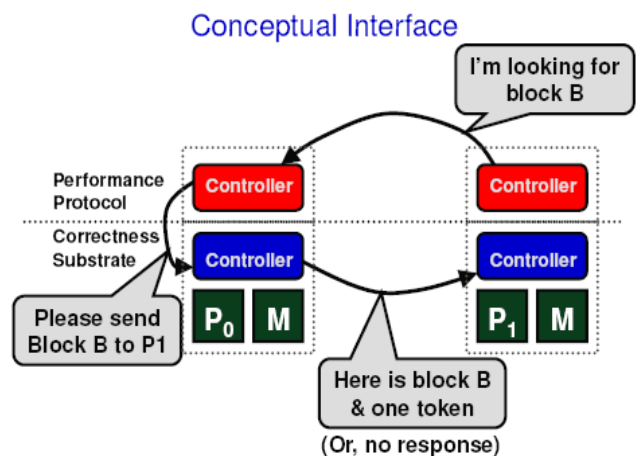 Conceptual Interface
I'm looking for
block B
Performance
Protocol
Controller
Controller
Correctness
Substrate
Controller
Controller
Please send
Block B to P1
P0
M
P1
M
Here is block B
& one token
(Or, no response)